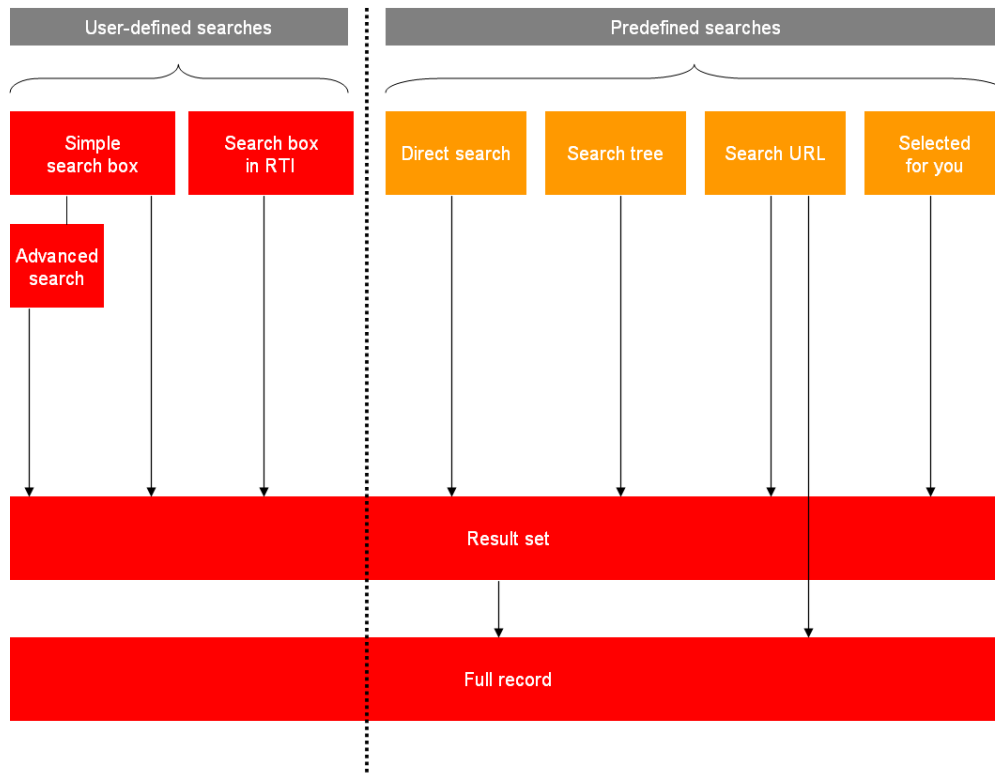 User-defined searches
Predefined searches
Simple
search box
Search box
in RTI
Direct search
Search tree
Search URL
Selected
for you
Advanced
search
Result set
Full record